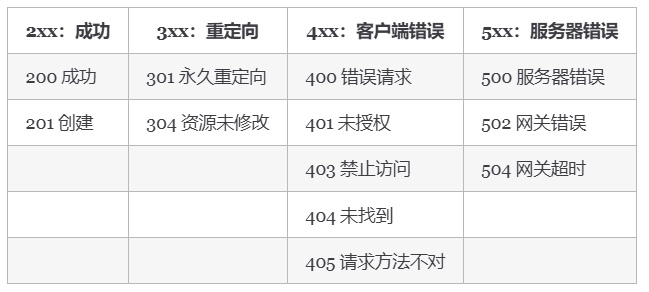 2xx：成功 3xx：重定向 4xx：客户端错误 5xx：服务器错误
200 成功 301 永久重定向 400 错误请求 500 服务器错误
201 创建 304 资源未修改 401 未授权 502 网关错误
403 禁止访问 504 网关超时
404 未找到
405 请求方法不对